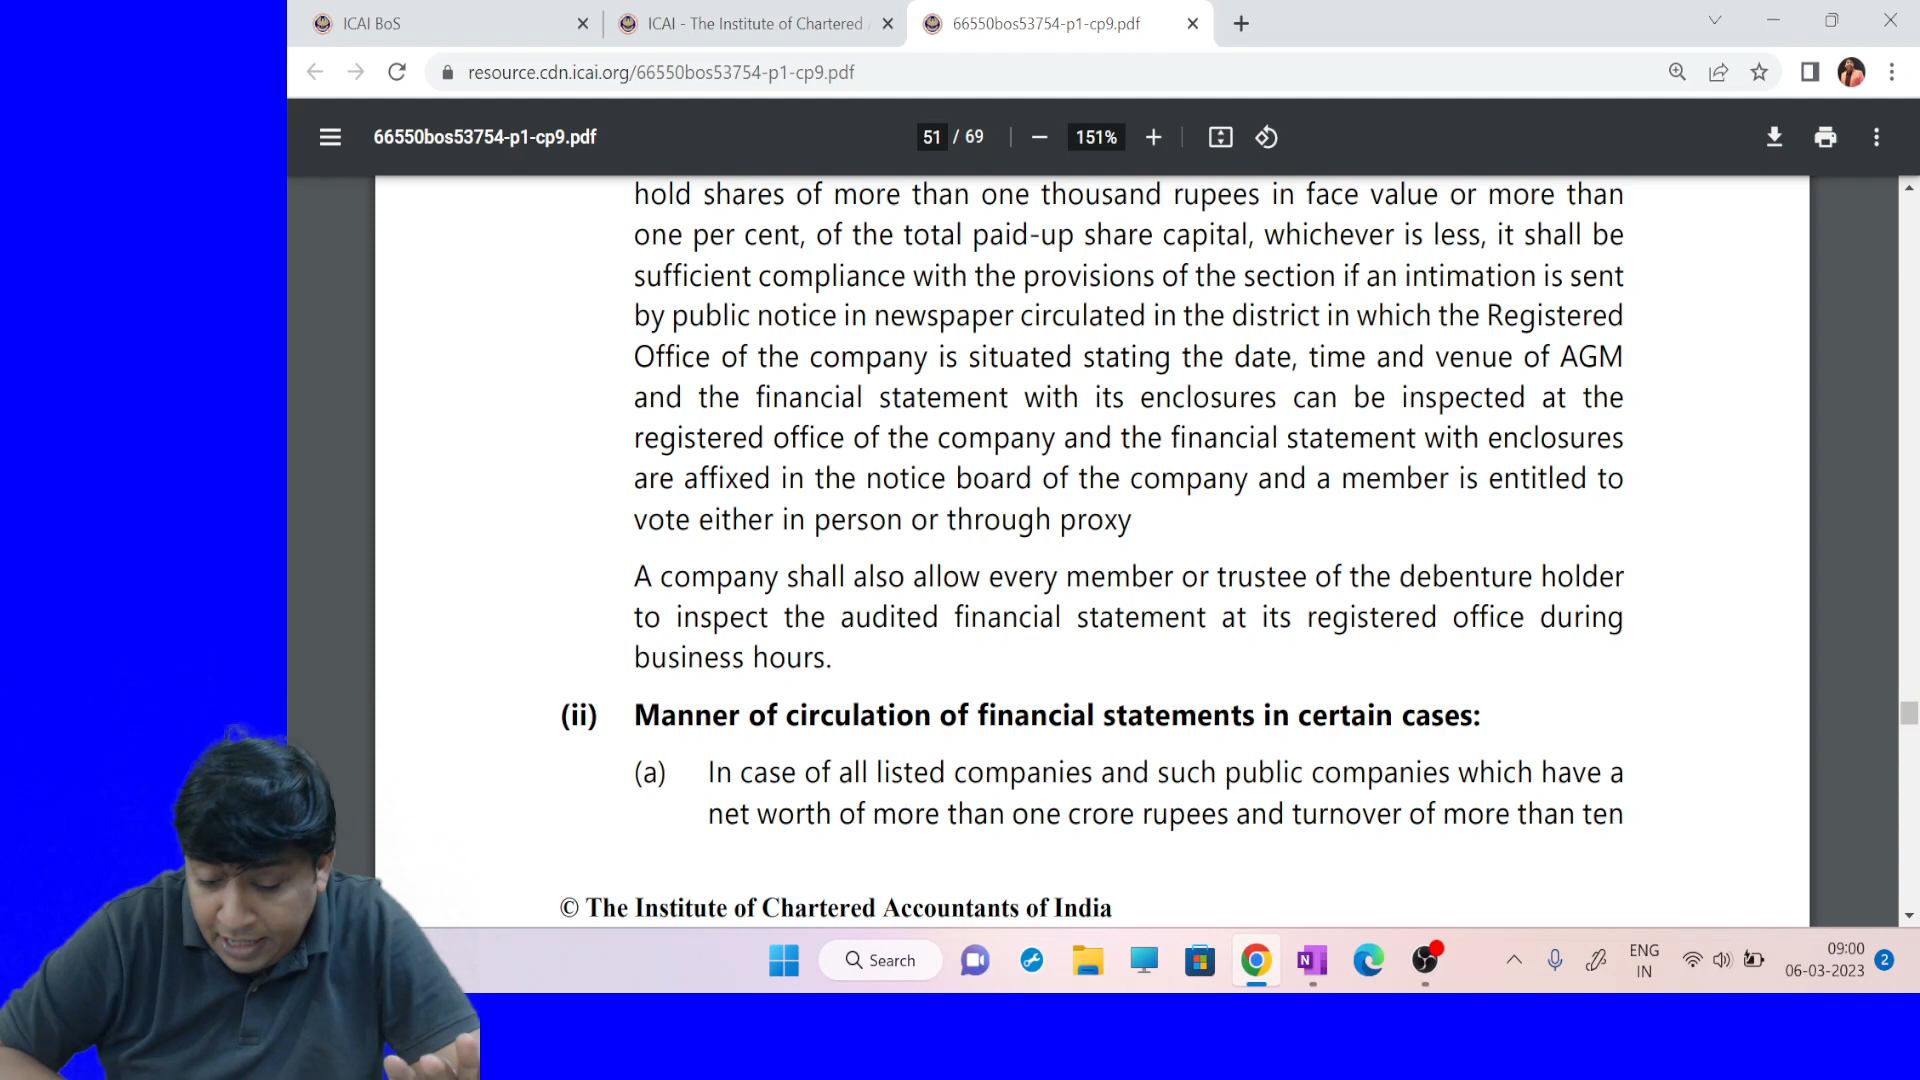 ICAI BoS
ICAI - The Institute of Chartered
66550bos53754-p1-cp9.pdf
resource.cdn.icai.org/66550bos53754-p1-cp9.pdf
66550bos53754-p1-cp9.pdf
51 / 69
151%
hold shares of more than one thousand rupees in face value or more than
one per cent, of the total paid-up share capital, whichever is less, it shall be
sufficient compliance with the provisions of the section if an intimation is sent
by public notice in newspaper circulated in the district in which the Registered
Office of the company is situated stating the date, time and venue of AGM
and the financial statement with its enclosures can be inspected at the
registered office of the company and the financial statement with enclosures
are affixed in the notice board of the company and a member is entitled to
vote either in person or through proxy
A company shall also allow every member or trustee of the debenture holder
to inspect the audited financial statement at its registered office during
business hours.
(ii) Manner of circulation of financial statements in certain cases:
(a) In case of all listed companies and such public companies which have a
net worth of more than one crore rupees and turnover of more than ten
© The Institute of Chartered Accountants of India
Search
N
ENG
IN
09:00
06-03-2023
2